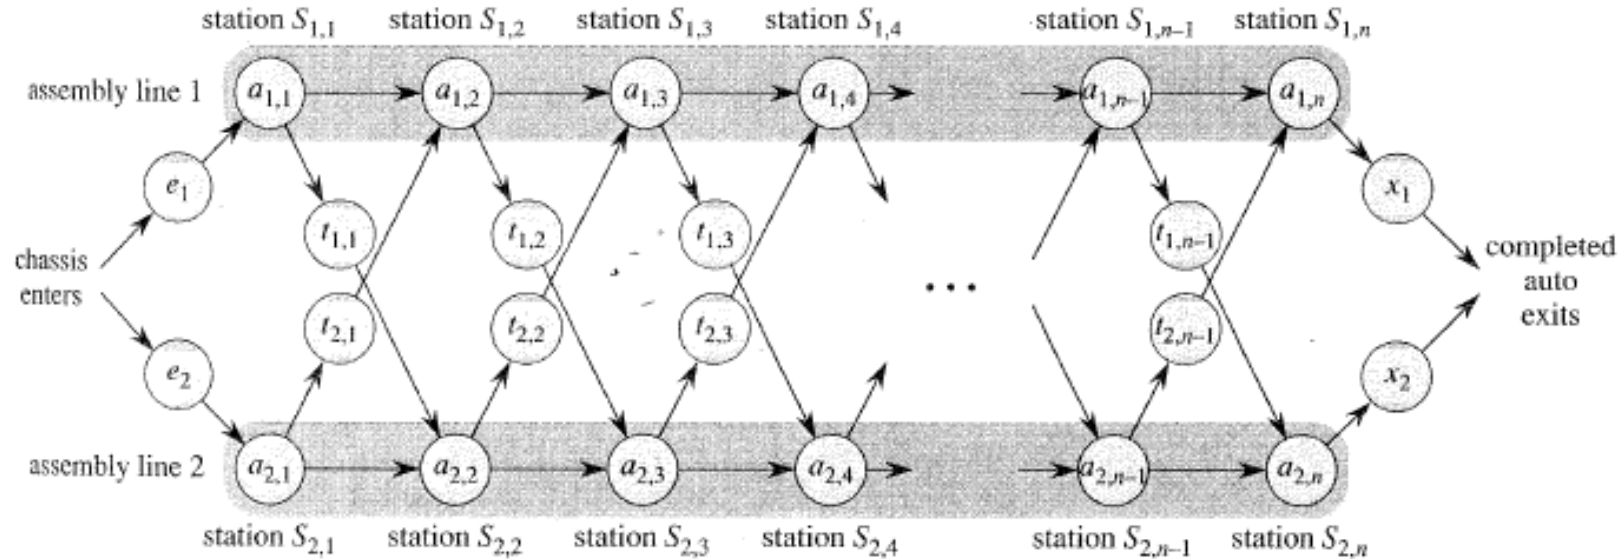 station S1,1 station S1,2 station S1,3 station S1,4 station S1,n–1 station S1,n
assembly line 1 a1,1 a1,2 a1,3 a1,4 a1,n–1 a1,n
e1 x1
t1,1 t1,2 t1,3 t1,n–1
chassis
enters
completed
auto
exits
...
t2,1 t2,2 t2,3 t2,n–1
e2 x2
assembly line 2 a2,1 a2,2 a2,3 a2,4 a2,n–1 a2,n
station S2,1 station S2,2 station S2,3 station S2,4 station S2,n–1 station S2,n